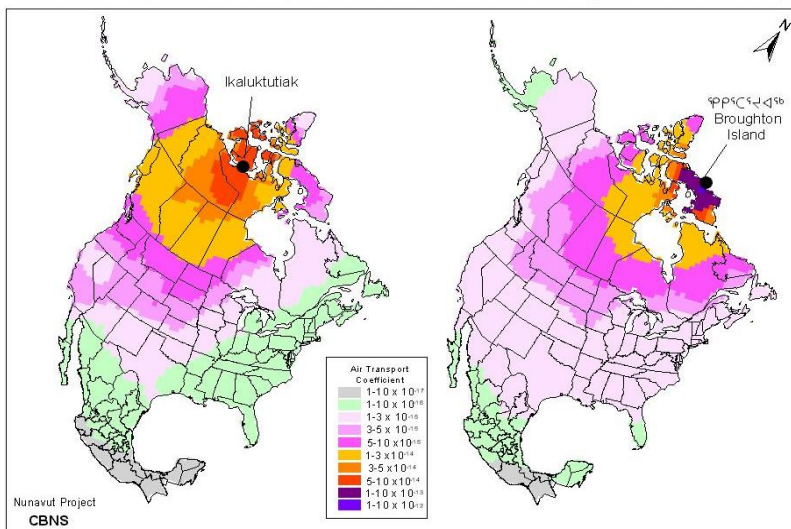 N
Ikaluktutiak
ᕿᑭᕐᑕᕐᔪᐊᖅ
Broughton
Island
Air Transport
Coefficient
1-10 x 10⁻¹⁷
1-10 x 10⁻¹⁶
1-3 x 10⁻¹⁵
3-5 x 10⁻¹⁵
5-10 x10⁻¹⁵
1-3 x10⁻¹⁴
3-5 x 10⁻¹⁴
5-10 x10⁻¹⁴
1-10 x 10⁻¹³
1-10 x 10⁻¹²
Nunavut Project
CBNS